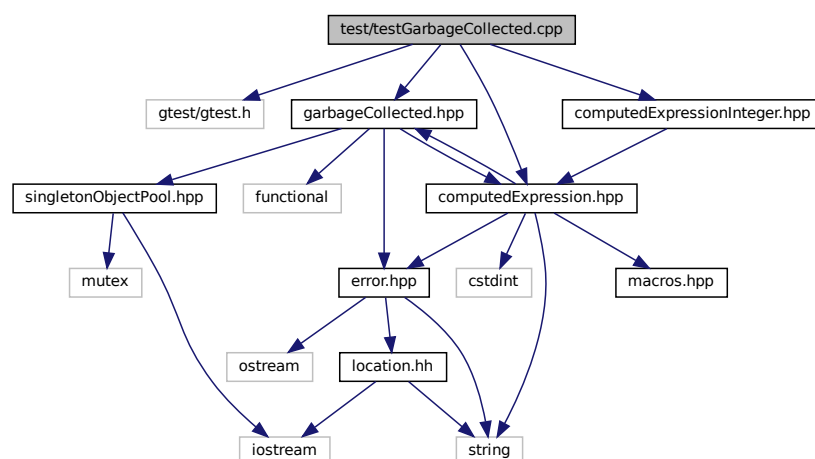 test/testGarbageCollected.cpp
gtest/gtest.h
garbageCollected.hpp
computedExpressionInteger.hpp
singletonObjectPool.hpp
functional
computedExpression.hpp
mutex
error.hpp
cstdint
macros.hpp
ostream
location.hh
iostream
string